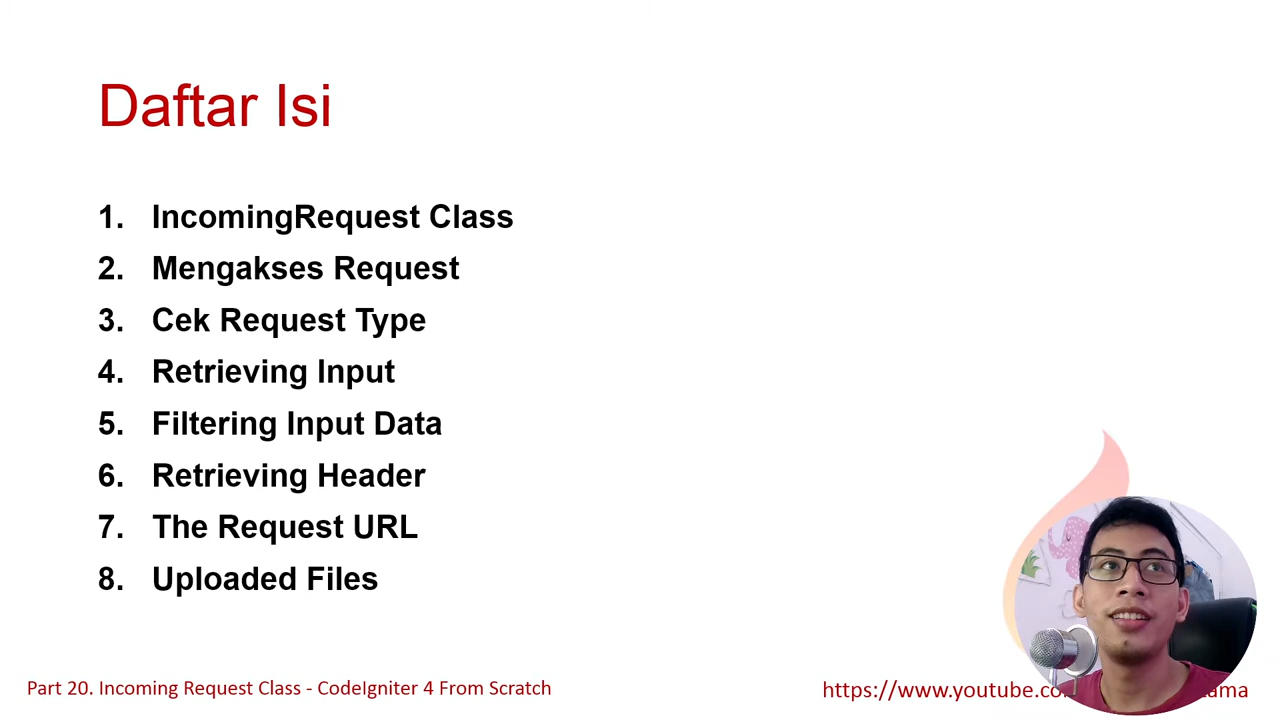 Daftar Isi
1. IncomingRequest Class
2. Mengakses Request
3. Cek Request Type
4. Retrieving Input
5. Filtering Input Data
6. Retrieving Header
7. The Request URL
8. Uploaded Files
Part 20. Incoming Request Class - CodeIgniter 4 From Scratch
https://www.youtube.co